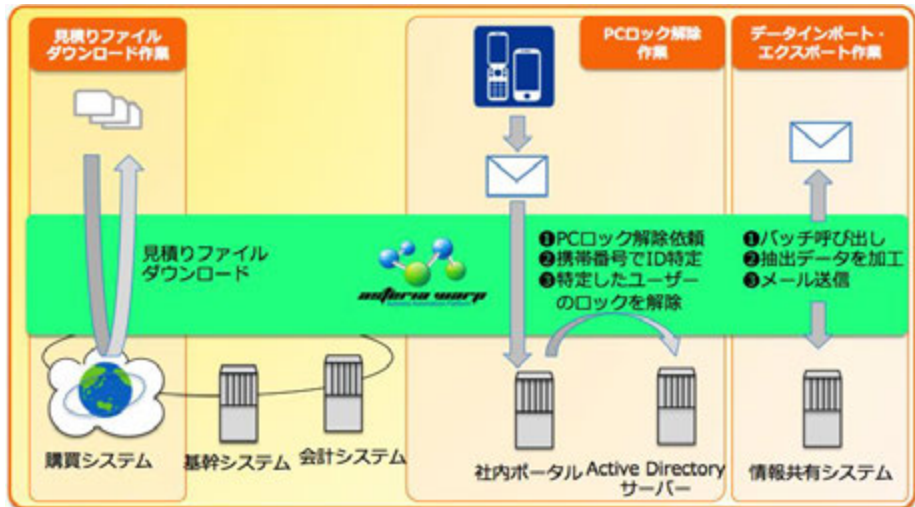 見積りファイル
ダウンロード作業
PCロック解除
作業
データインポート・
エクスポート作業
見積りファイル
ダウンロード
asteria warp
❶PCロック解除依頼
❷携帯番号でID特定
❸特定したユーザー
のロックを解除
❶バッチ呼び出し
❷抽出データを加工
❸メール送信
購買システム
基幹システム
会計システム
社内ポータル
Active Directory
サーバー
情報共有システム